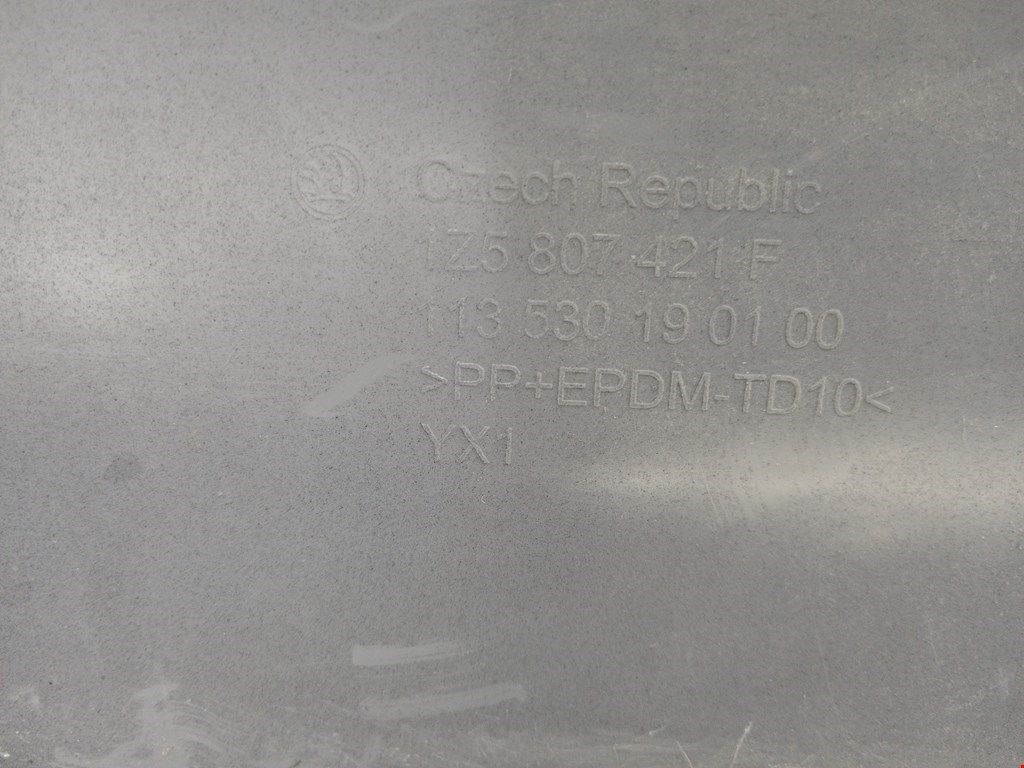 Czech Republic
1Z5 807 421 F
113 530 19 01 00
>PP+EPDM-TD10<
YX1